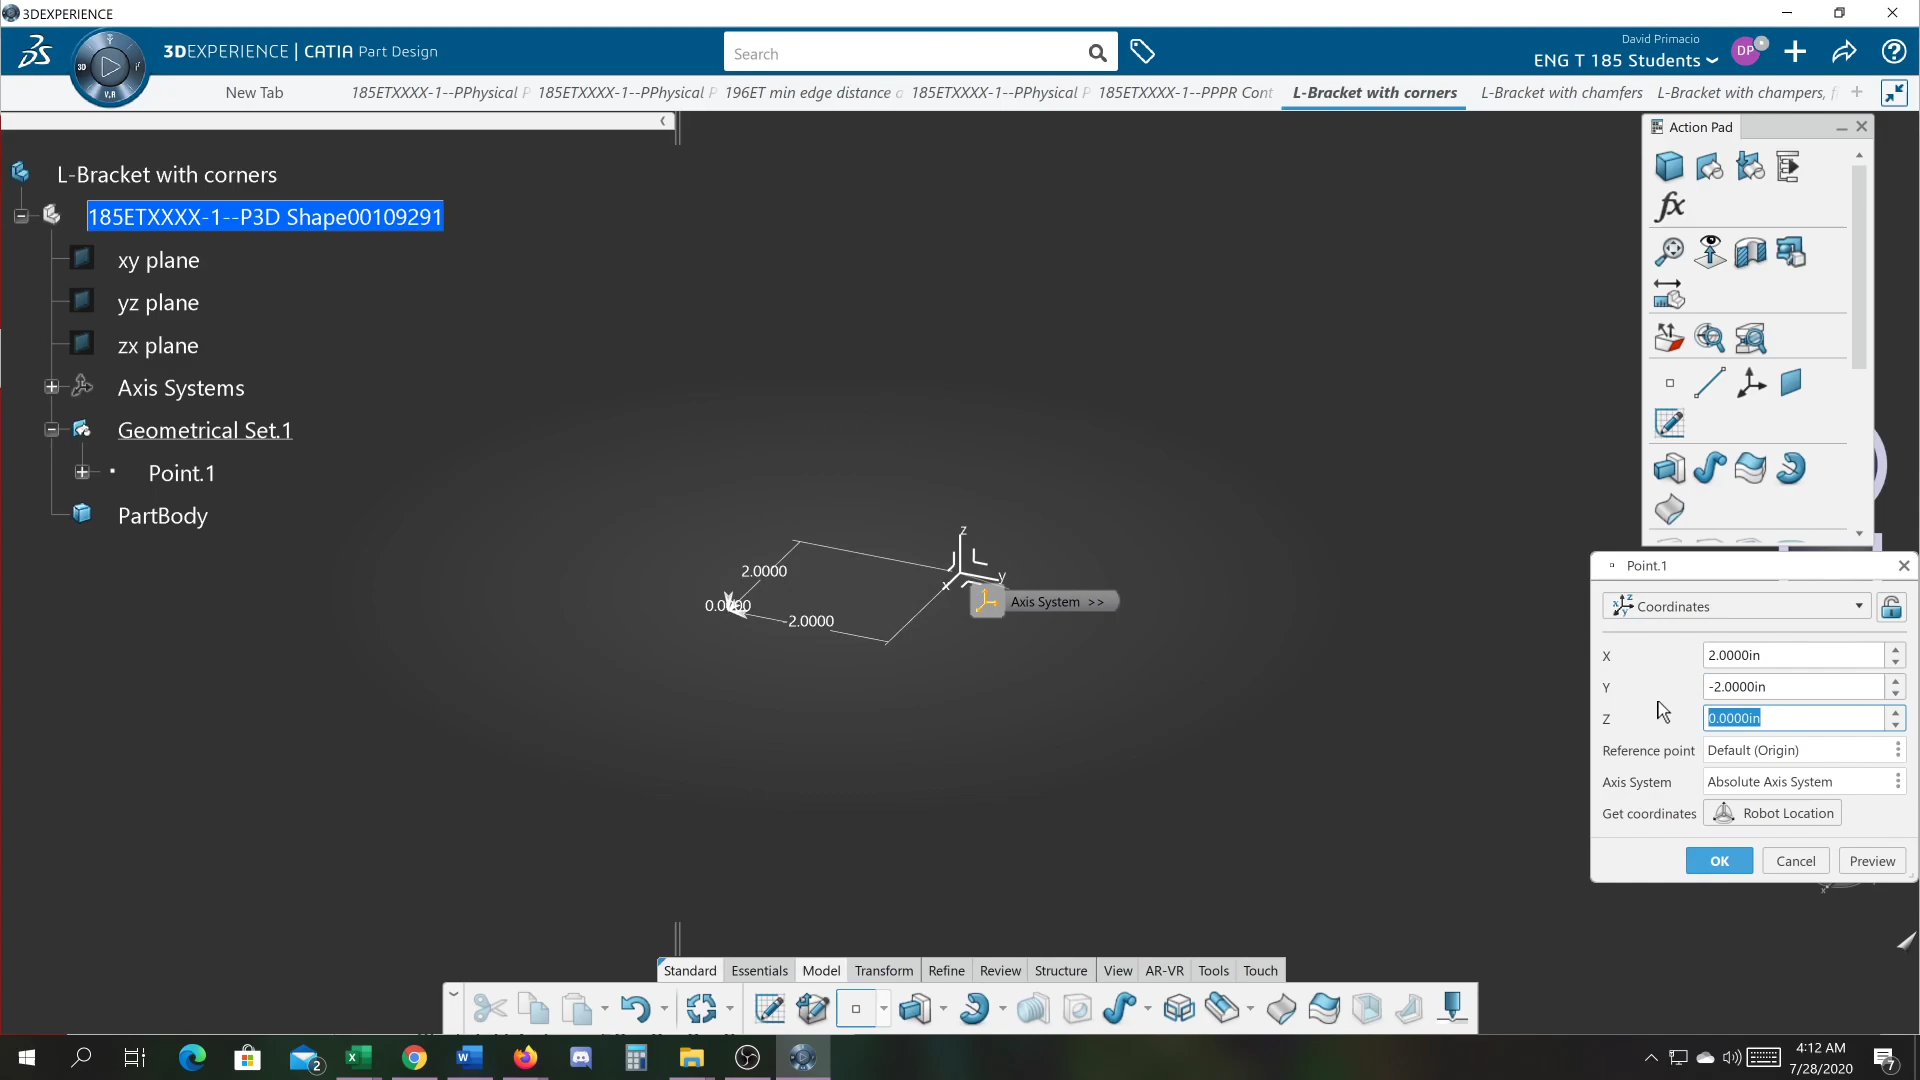 3DEXPERIENCE
3DEXPERIENCE | CATIA Part Design
Search
David Primacio
ENG T 185 Students
DP
3D
V.R
New Tab
185ETXXXX-1--PPhysical P
185ETXXXX-1--PPhysical P
196ET min edge distance a
185ETXXXX-1--PPhysical P
185ETXXXX-1--PPPR Cont
L-Bracket with corners
L-Bracket with chamfers
L-Bracket with champers, f
Action Pad
L-Bracket with corners
185ETXXXX-1--P3D Shape00109291
xy plane
yz plane
zx plane
Axis Systems
Geometrical Set.1
Point.1
PartBody
fx
z
y
x
2.0000
0.0000
-2.0000
Axis System >>
Point.1
Coordinates
X 2.0000in
Y -2.0000in
Z 0.0000in
Reference point Default (Origin)
Axis System Absolute Axis System
Get coordinates Robot Location
OK Cancel Preview
Standard Essentials Model Transform Refine Review Structure View AR-VR Tools Touch
2
4:12 AM
7/28/2020
7